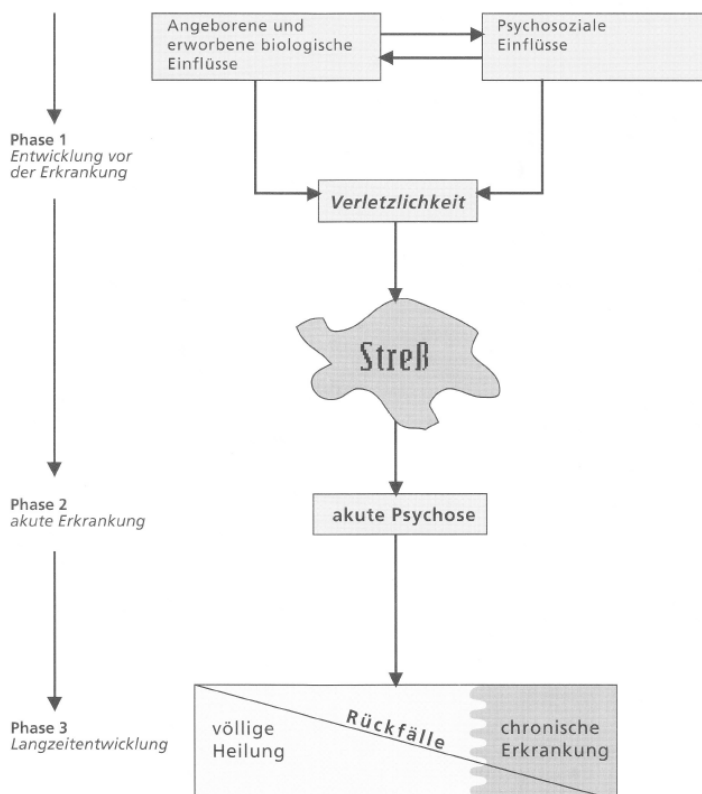 Angeborene und
erworbene biologische
Einflüsse
Psychosoziale
Einflüsse
Phase 1
Entwicklung vor
der Erkrankung
Verletzlichkeit
Streß
Phase 2
akute Erkrankung
akute Psychose
Phase 3
Langzeitentwicklung
völlige
Heilung
Rückfälle
chronische
Erkrankung